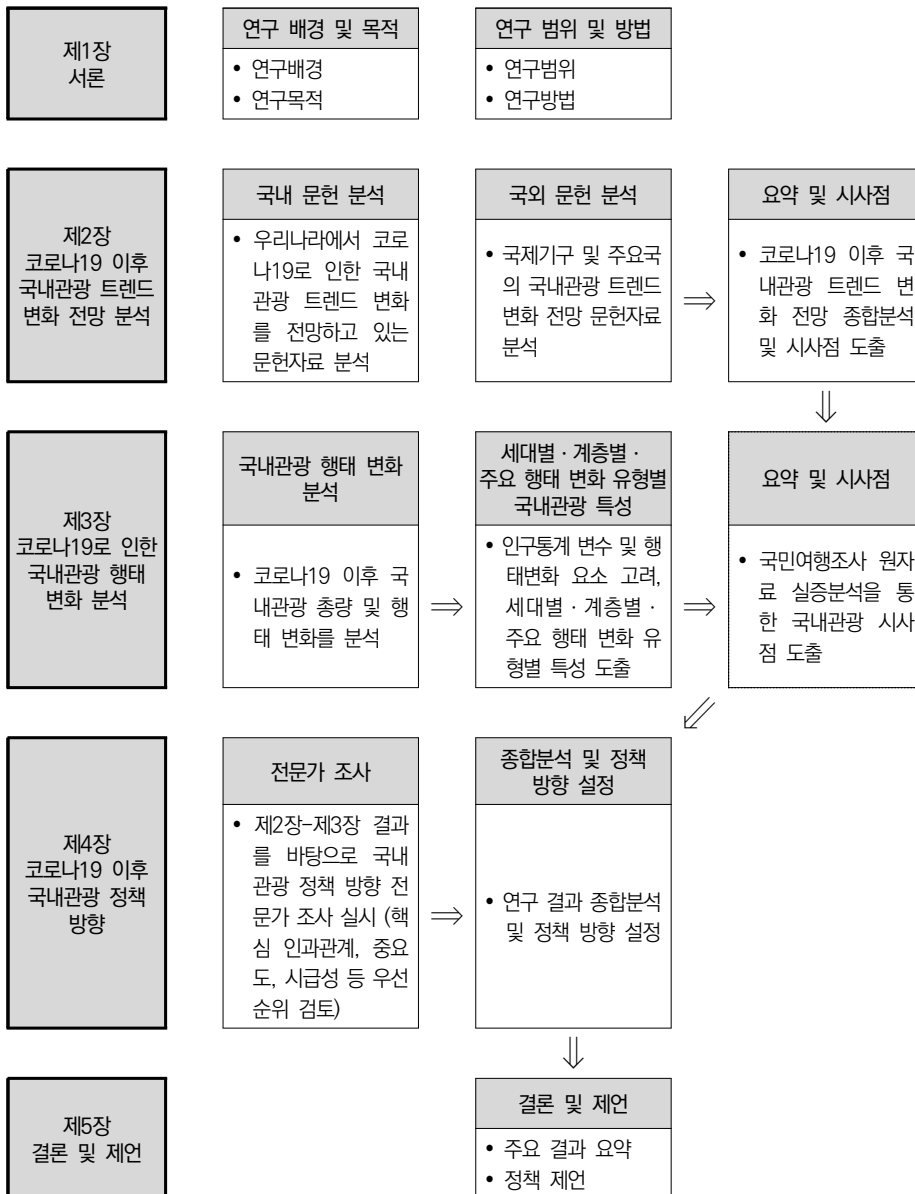 제1장
서론
연구 배경 및 목적
• 연구배경
• 연구목적
연구 범위 및 방법
• 연구범위
• 연구방법
제2장
코로나19 이후
국내관광 트렌드
변화 전망 분석
국내 문헌 분석
• 우리나라에서 코로
나19로 인한 국내
관광 트렌드 변화
를 전망하고 있는
문헌자료 분석
국외 문헌 분석
• 국제기구 및 주요국
의 국내관광 트렌드
변화 전망 문헌자료
분석
⇒
요약 및 시사점
• 코로나19 이후 국
내관광 트렌드 변
화 전망 종합분석
및 시사점 도출
⇓
제3장
코로나19로 인한
국내관광 행태
변화 분석
국내관광 행태 변화
분석
• 코로나19 이후 국
내관광 총량 및 행
태 변화를 분석
⇒
세대별·계층별·
주요 행태 변화 유형별
국내관광 특성
• 인구통계 변수 및 행
태변화 요소 고려,
세대별·계층별·
주요 행태 변화 유
형별 특성 도출
⇒
요약 및 시사점
• 국민여행조사 원자
료 실증분석을 통
한 국내관광 시사
점 도출
⇙
제4장
코로나19 이후
국내관광 정책
방향
전문가 조사
• 제2장-제3장 결과
를 바탕으로 국내
관광 정책 방향 전
문가 조사 실시 (핵
심 인과관계, 중요
도, 시급성 등 우선
순위 검토)
⇒
종합분석 및 정책
방향 설정
• 연구 결과 종합분석
및 정책 방향 설정
⇓
제5장
결론 및 제언
결론 및 제언
• 주요 결과 요약
• 정책 제언